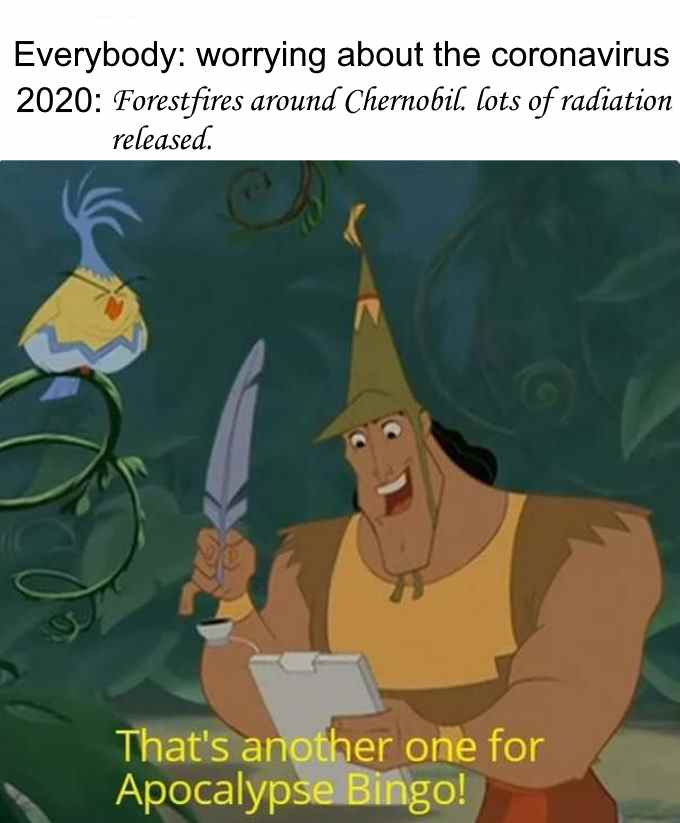 Everybody: worrying about the coronavirus
2020: Forestfires around Chernobil. lots of radiation
released.
That's another one for
Apocalypse Bingo!